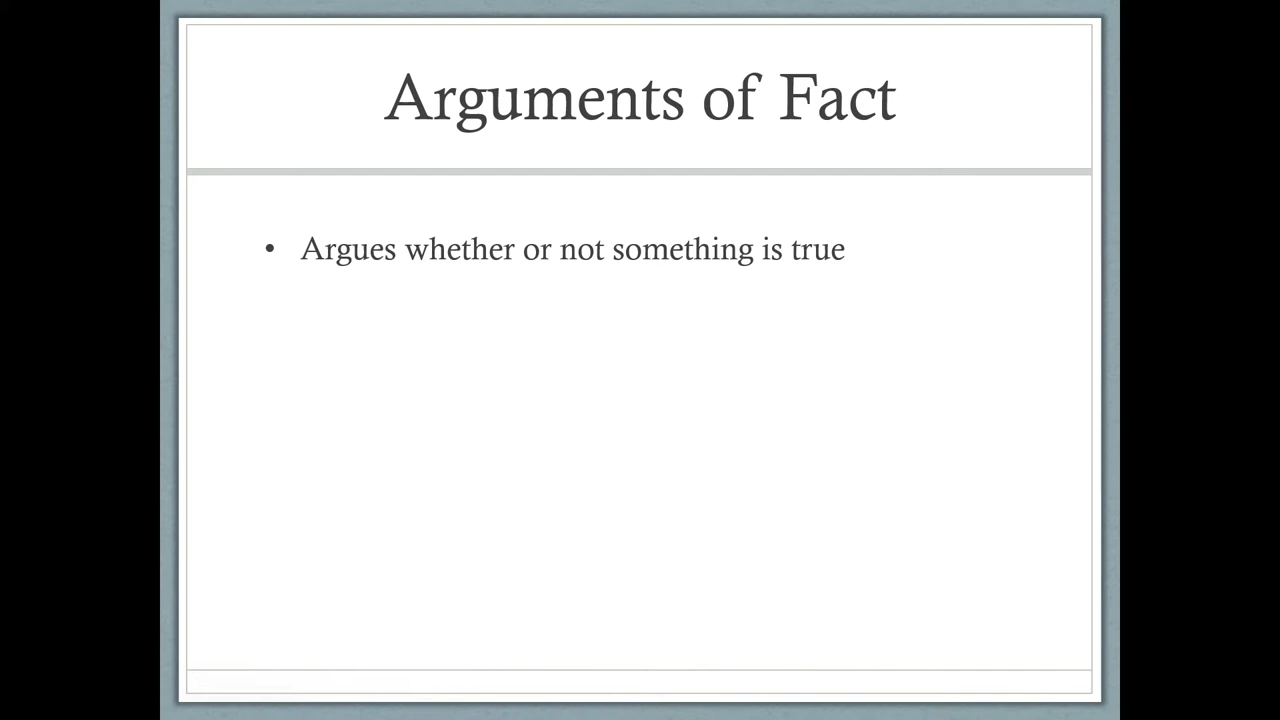 Arguments of Fact
• Argues whether or not something is true